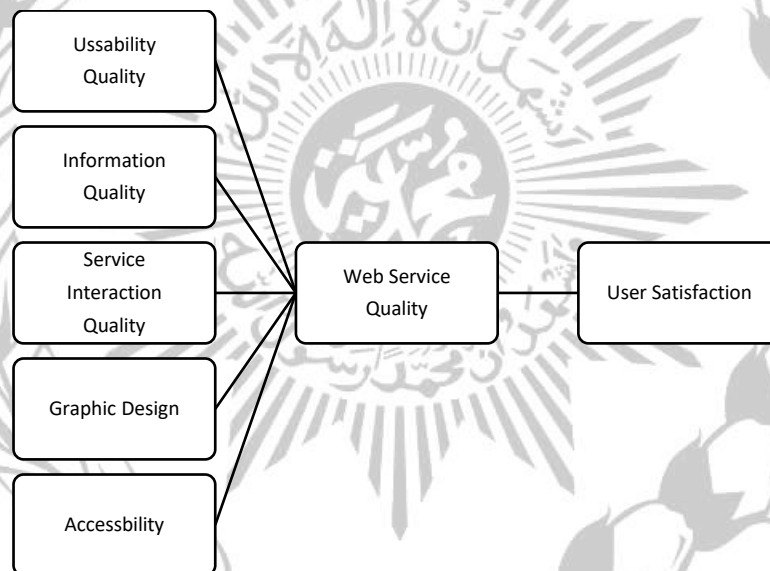 Ussability
Quality
Information
Quality
Service
Interaction
Quality
Graphic Design
Accessbility
Web Service
Quality
User Satisfaction